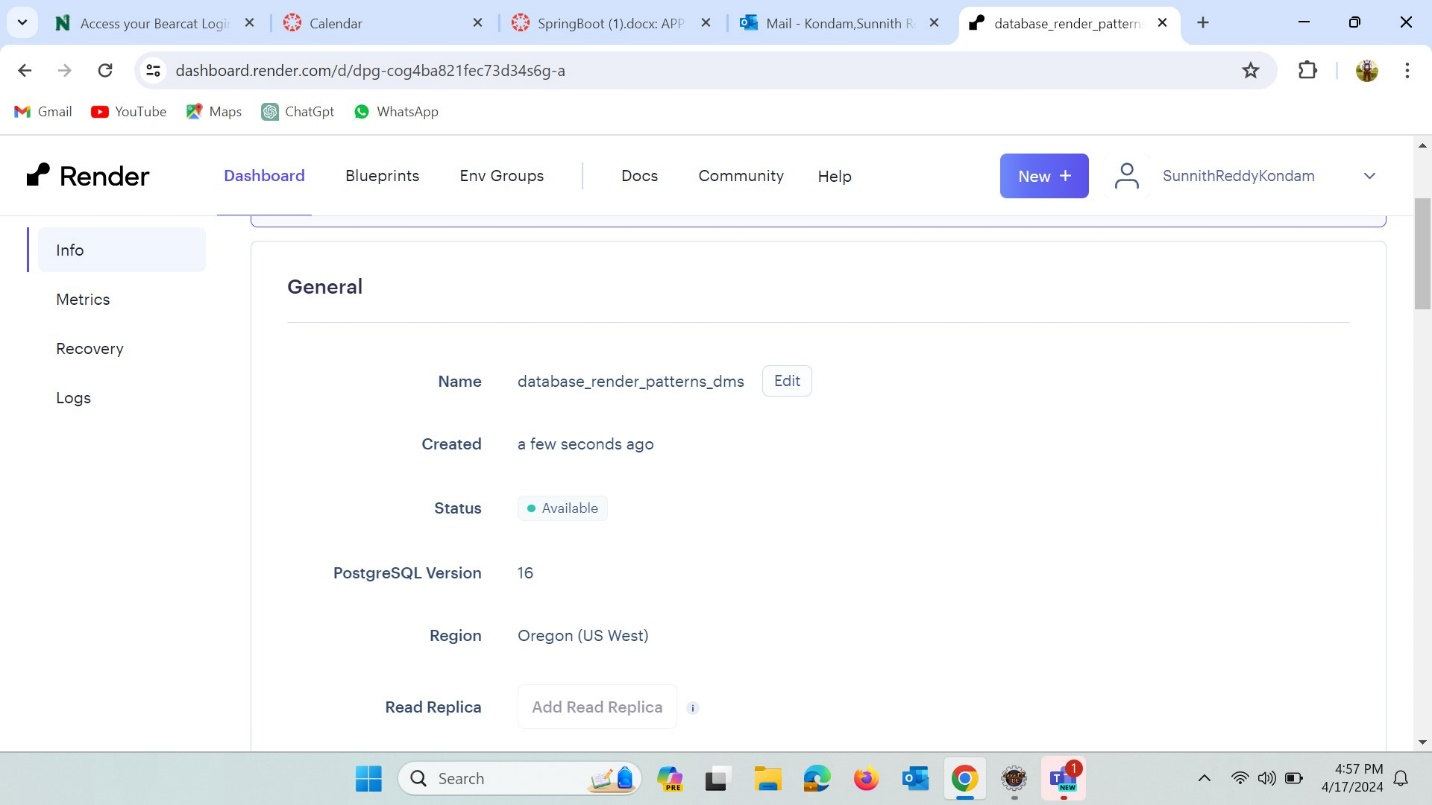 Access your Bearcat Logi
Calendar
SpringBoot (1).docx: APP
Mail - Kondam,Sunnith R
database_render_pattern
dashboard.render.com/d/dpg-cog4ba821fec73d34s6g-a
Gmail
YouTube
Maps
ChatGpt
WhatsApp
Render
Dashboard
Blueprints
Env Groups
Docs
Community
Help
New +
SunnithReddyKondam
Info
Metrics
Recovery
Logs
General
Name
database_render_patterns_dms
Edit
Created
a few seconds ago
Status
Available
PostgreSQL Version
16
Region
Oregon (US West)
Read Replica
Add Read Replica
i
Search
PRE
NEW
1
4:57 PM
4/17/2024